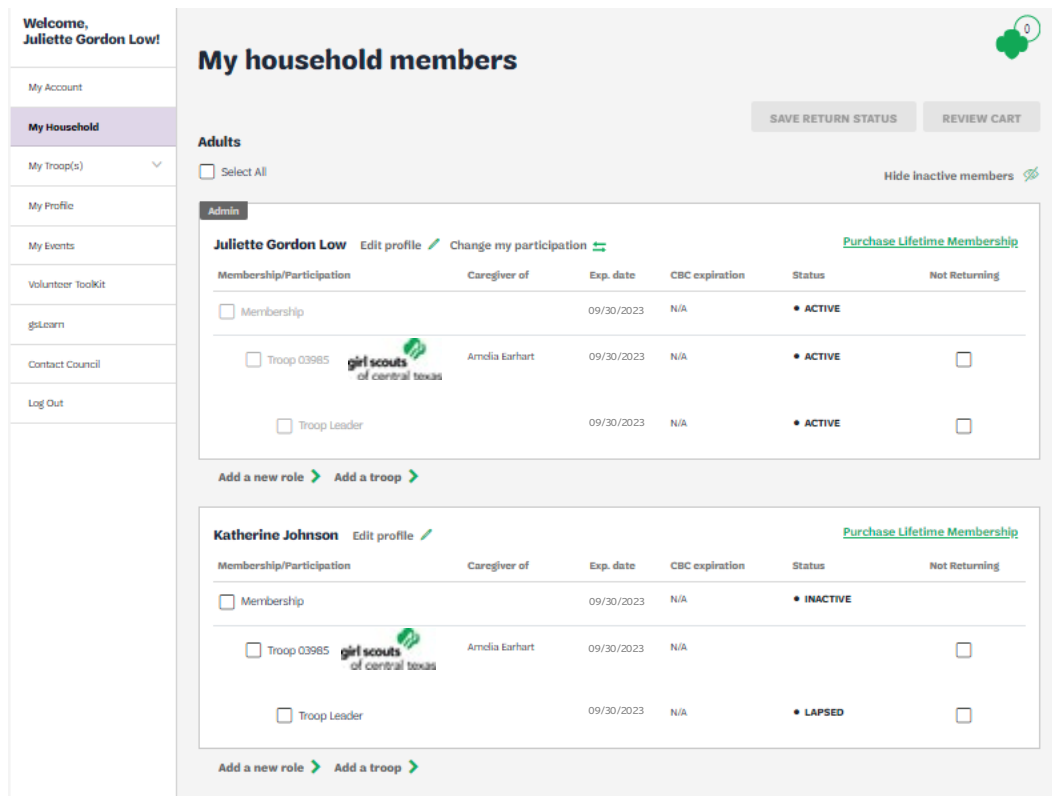 Welcome,
Juliette Gordon Low!
My Account
My Household
My Troop(s)
My Profile
My Events
Volunteer ToolKit
gsLearn
Contact Council
Log Out
0
My household members
SAVE RETURN STATUS
REVIEW CART
Adults
Select All
Hide inactive members
Admin
Juliette Gordon Low Edit profile Change my participation Purchase Lifetime Membership
Membership/Participation Caregiver of Exp. date CBC expiration Status Not Returning
Membership 09/30/2023 N/A • ACTIVE
Troop 03985 girl scouts of central texas Amelia Earhart 09/30/2023 N/A • ACTIVE
Troop Leader 09/30/2023 N/A • ACTIVE
Add a new role Add a troop
Katherine Johnson Edit profile Purchase Lifetime Membership
Membership/Participation Caregiver of Exp. date CBC expiration Status Not Returning
Membership 09/30/2023 N/A • INACTIVE
Troop 03985 girl scouts of central texas Amelia Earhart 09/30/2023 N/A
Troop Leader 09/30/2023 N/A • LAPSED
Add a new role Add a troop